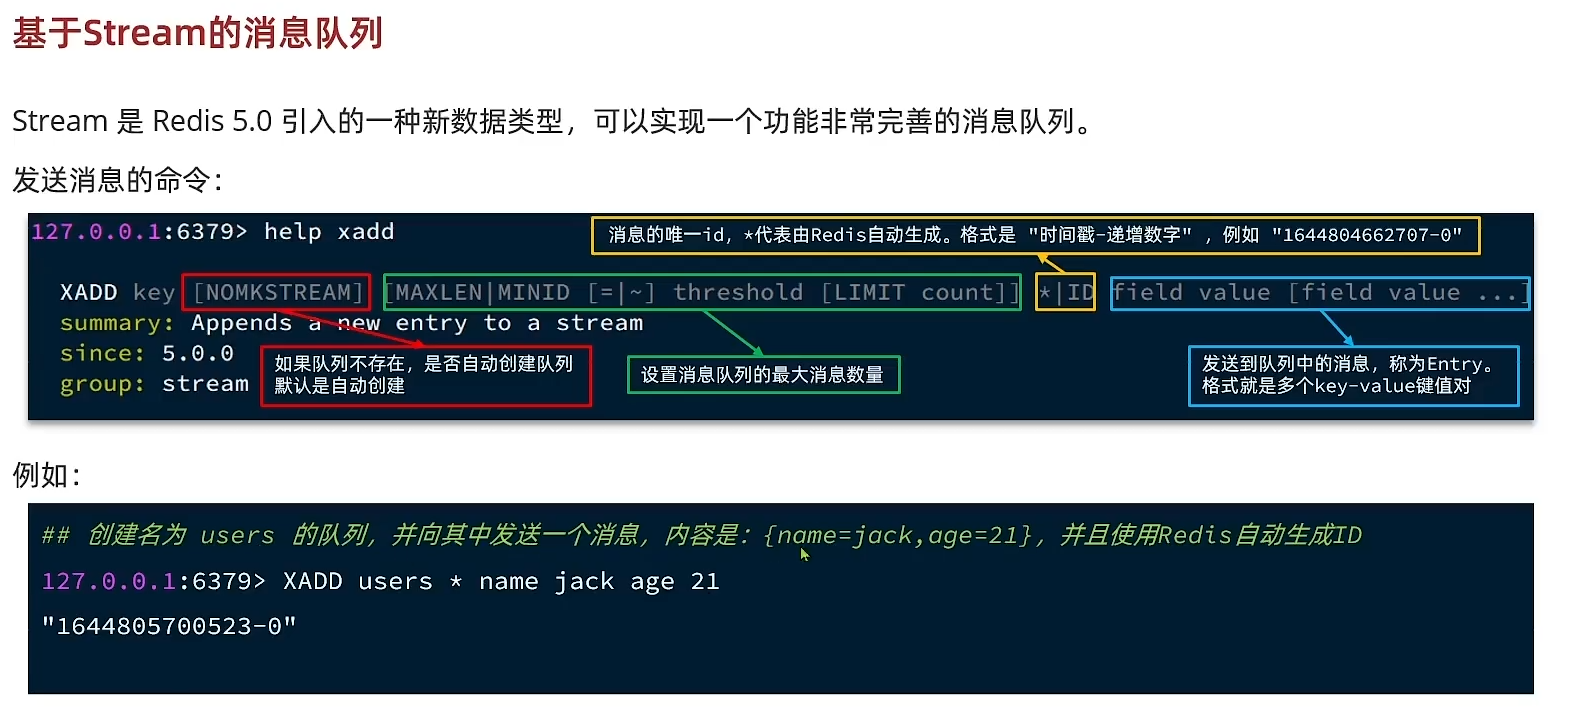 基于Stream的消息队列
Stream 是 Redis 5.0 引入的一种新数据类型，可以实现一个功能非常完善的消息队列。
发送消息的命令：
127.0.0.1:6379> help xadd
消息的唯一id，*代表由Redis自动生成。格式是 "时间戳-递增数字" ，例如 "1644804662707-0"
XADD key [NOMKSTREAM] [MAXLEN|MINID [=|~] threshold [LIMIT count]] *|ID field value [field value ...]
summary: Appends a new entry to a stream
since: 5.0.0
group: stream
如果队列不存在，是否自动创建队列
默认是自动创建
设置消息队列的最大消息数量
发送到队列中的消息，称为Entry。
格式就是多个key-value键值对
例如：
## 创建名为 users 的队列，并向其中发送一个消息，内容是：{name=jack,age=21}，并且使用Redis自动生成ID
127.0.0.1:6379> XADD users * name jack age 21
"1644805700523-0"